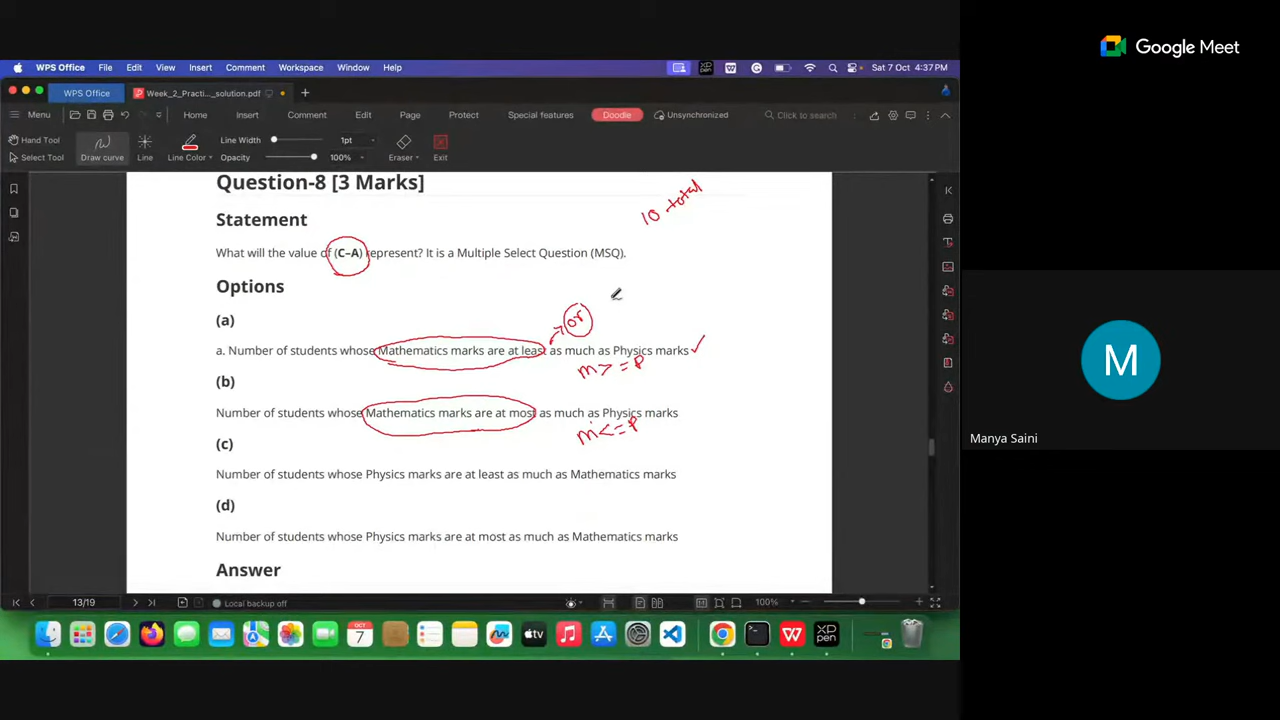 Google Meet
WPS Office File Edit View Insert Comment Workspace Window Help
Sat 7 Oct 4:37PM
WPS Office Week_2_Practi..._solution.pdf
Menu Home Insert Comment Edit Page Protect Special features Doodle Unsynchronized Click to search
Hand Tool
Select Tool
Draw curve
Line
Line Color
Line Width 1pt
Opacity 100%
Eraser
Exit
Question-8 [3 Marks]
10 total
Statement
What will the value of (C–A) represent? It is a Multiple Select Question (MSQ).
Options
(a)
or
a. Number of students whose Mathematics marks are at least as much as Physics marks
m>=P
(b)
Number of students whose Mathematics marks are at most as much as Physics marks
m<=P
(c)
Number of students whose Physics marks are at least as much as Mathematics marks
(d)
Number of students whose Physics marks are at most as much as Mathematics marks
Answer
13/19 Local backup off 100%
M
Manya Saini
OCT
7
tv
XP
pen